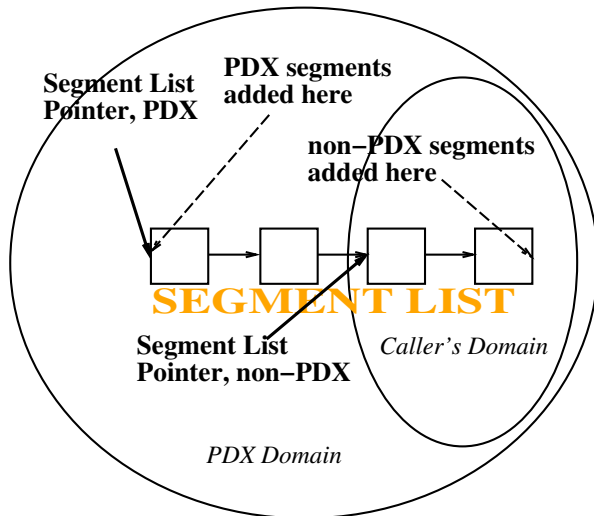 PDX segments
added here
Segment List
Pointer, PDX
non−PDX segments
added here
SEGMENT LIST
Segment List
Pointer, non−PDX
Caller's Domain
PDX Domain